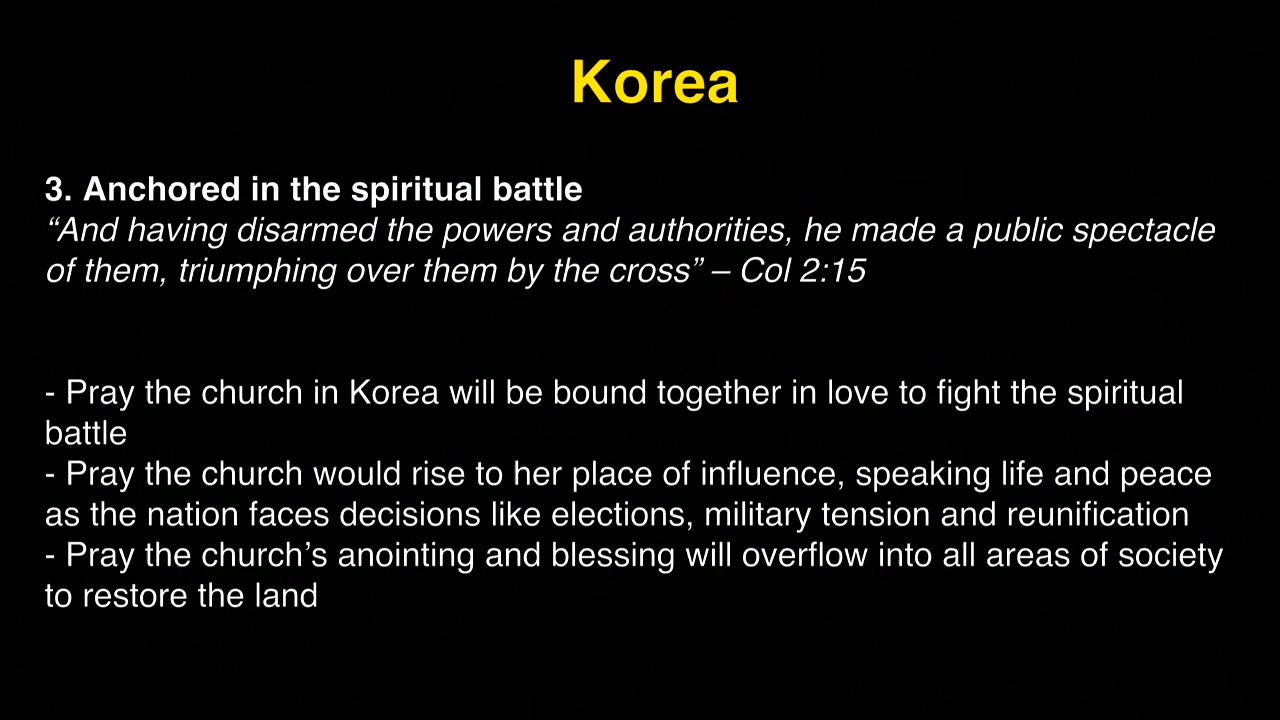 Korea
3. Anchored in the spiritual battle
“And having disarmed the powers and authorities, he made a public spectacle
of them, triumphing over them by the cross” – Col 2:15
- Pray the church in Korea will be bound together in love to fight the spiritual
battle
- Pray the church would rise to her place of influence, speaking life and peace
as the nation faces decisions like elections, military tension and reunification
- Pray the church’s anointing and blessing will overflow into all areas of society
to restore the land